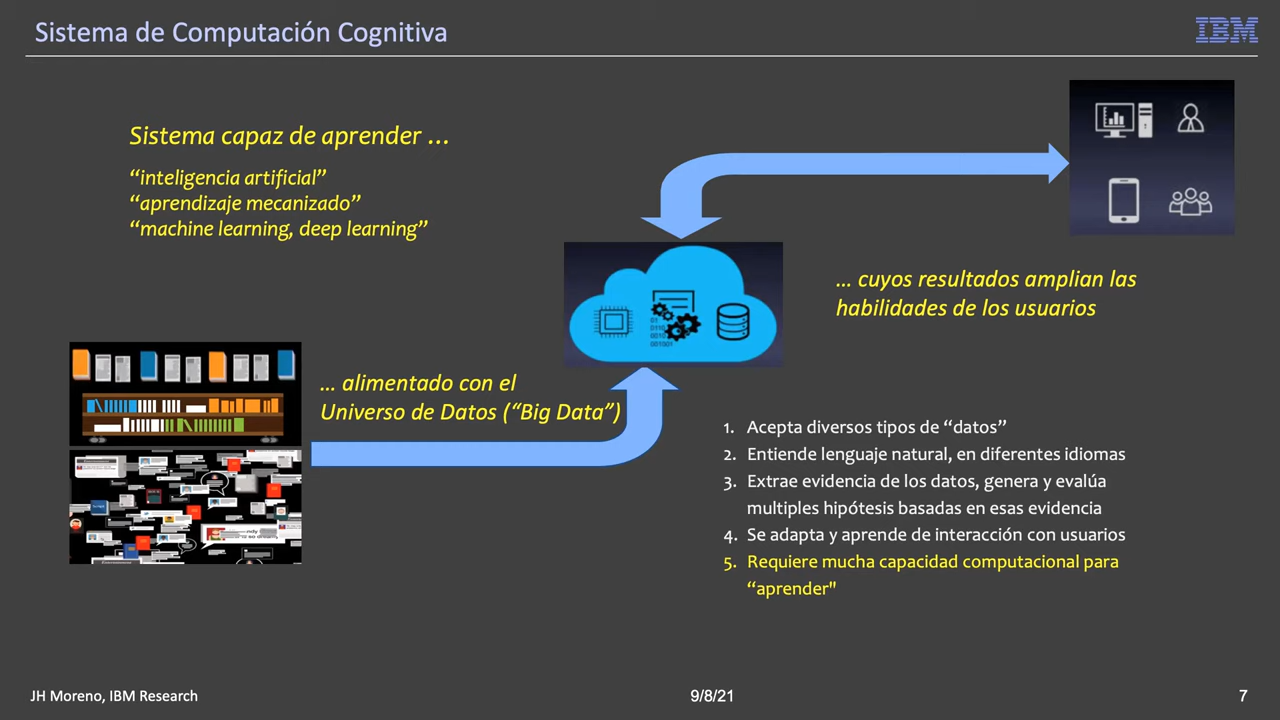 Sistema de Computación Cognitiva
IBM
Sistema capaz de aprender ...
“inteligencia artificial”
“aprendizaje mecanizado”
“machine learning, deep learning”
... cuyos resultados amplian las
habilidades de los usuarios
... alimentado con el
Universo de Datos (“Big Data”)
1. Acepta diversos tipos de “datos”
2. Entiende lenguaje natural, en diferentes idiomas
3. Extrae evidencia de los datos, genera y evalúa
multiples hipótesis basadas en esas evidencia
4. Se adapta y aprende de interacción con usuarios
5. Requiere mucha capacidad computacional para
“aprender"
JH Moreno, IBM Research
9/8/21
7